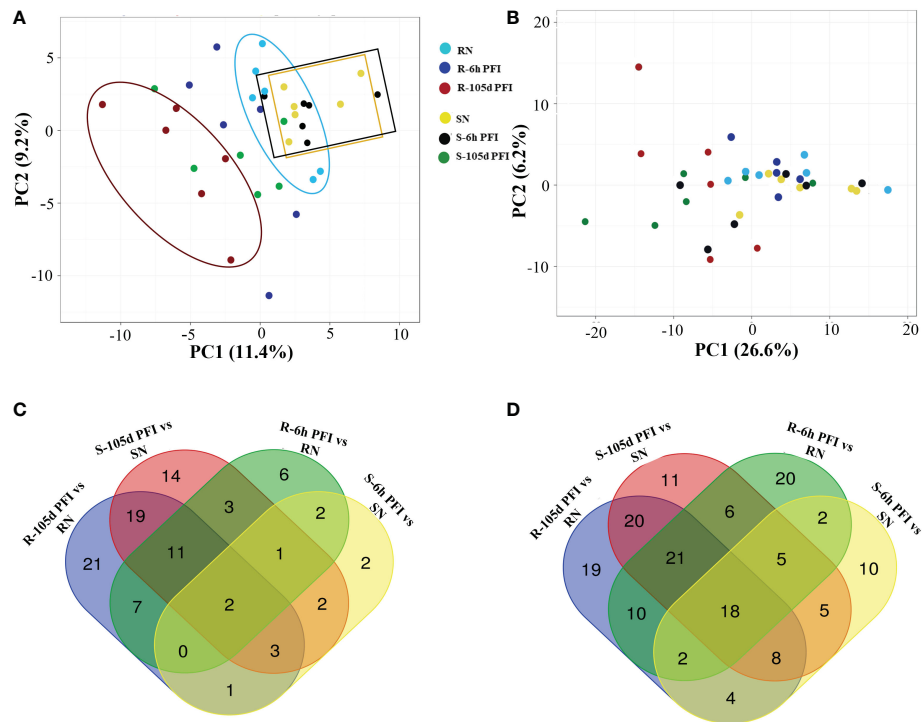 A
5
0
-5
-10
PC2 (9.2%)
-10
-5
0
5
10
PC1 (11.4%)
RN
R-6h PFI
R-105d PFI
SN
S-6h PFI
S-105d PFI
B
20
10
0
-10
PC2 (6.2%)
-20
-10
0
10
20
PC1 (26.6%)
C
R-105d PFI vs
RN
S-105d PFI vs
SN
R-6h PFI vs
RN
S-6h PFI vs
SN
14
6
19
3
2
21
11
1
2
7
2
2
0
3
1
D
R-105d PFI vs
RN
S-105d PFI vs
SN
R-6h PFI vs
RN
S-6h PFI vs
SN
11
20
20
6
2
19
21
5
10
10
18
5
2
8
4